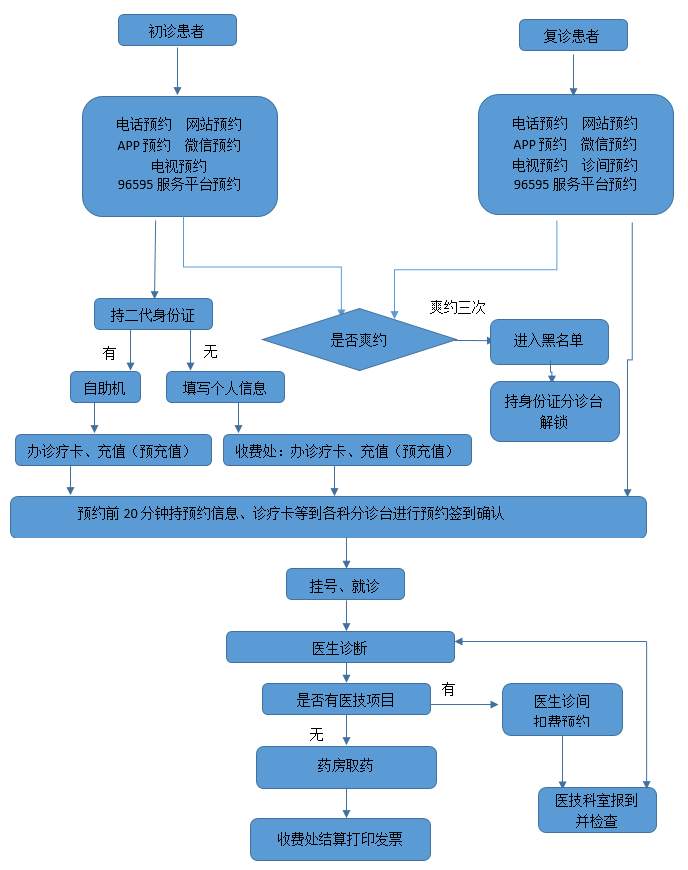 初诊患者
复诊患者
电话预约 网站预约
APP 预约 微信预约
电视预约
96595 服务平台预约
电话预约 网站预约
APP 预约 微信预约
电视预约 诊间预约
96595 服务平台预约
持二代身份证
是否爽约
爽约三次
进入黑名单
有
无
自助机
填写个人信息
持身份证分诊台
解锁
办诊疗卡、充值（预充值）
收费处：办诊疗卡、充值（预充值）
预约前 20 分钟持预约信息、诊疗卡等到各科分诊台进行预约签到确认
挂号、就诊
医生诊断
是否有医技项目
有
医生诊间
扣费预约
无
药房取药
医技科室报到
并检查
收费处结算打印发票